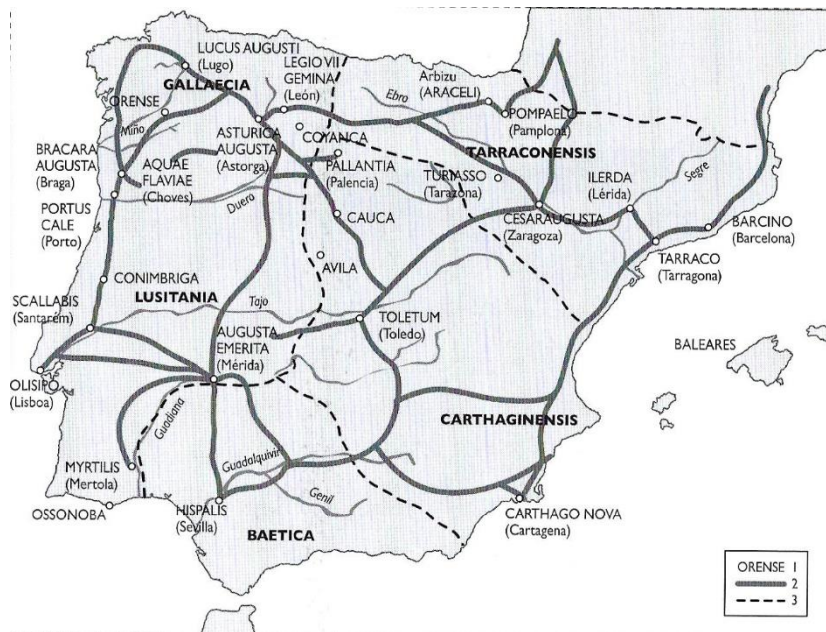 LUCUS AUGUSTI
(Lugo)
LEGIO VII
GEMINA
(León)
GALLAECIA
ORENSE
Miño
BRACARA
AUGUSTA
(Braga)
AQUAE
FLAVIAE
(Choves)
ASTURICA
AUGUSTA
(Astorga)
COYANCA
PALLANTIA
(Palencia)
Ebro
Arbizu
(ARACELI)
POMPAELO
(Pamplona)
TARRACONENSIS
TURIASSO
(Tarazona)
ILERDA
(Lérida)
Segre
PORTUS
CALE
(Porto)
Duero
CAUCA
CESARAUGUSTA
(Zaragoza)
BARCINO
(Barcelona)
TARRACO
(Tarragona)
AVILA
CONIMBRIGA
LUSITANIA
Tajo
SCALLABIS
(Santarém)
TOLETUM
(Toledo)
AUGUSTA
EMERITA
(Mérida)
BALEARES
OLISIPO
(Lisboa)
Guadiana
CARTHAGINENSIS
MYRTILIS
(Mertola)
Guadalquivir
Genil
OSSONOBA
HISPALIS
(Sevilla)
CARTHAGO NOVA
(Cartagena)
BAETICA
ORENSE 1
2
3